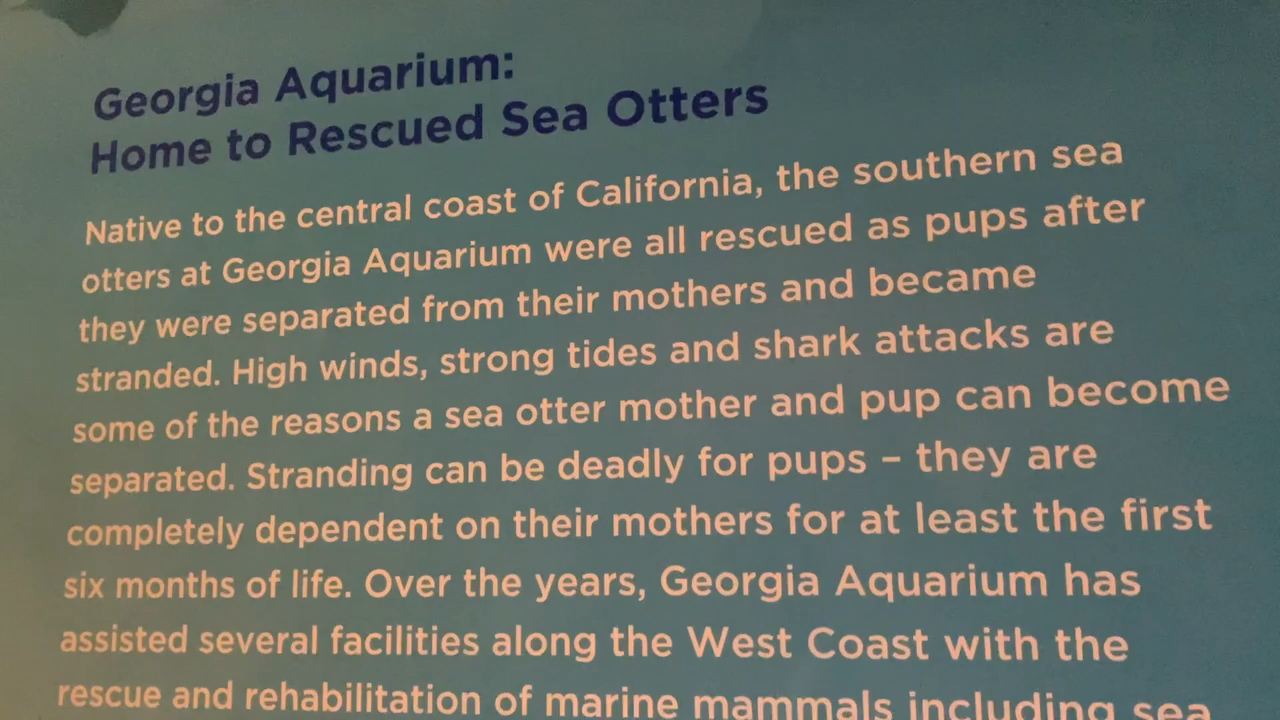 Georgia Aquarium:
Home to Rescued Sea Otters
Native to the central coast of California, the southern sea
otters at Georgia Aquarium were all rescued as pups after
they were separated from their mothers and became
stranded. High winds, strong tides and shark attacks are
some of the reasons a sea otter mother and pup can become
separated. Stranding can be deadly for pups – they are
completely dependent on their mothers for at least the first
six months of life. Over the years, Georgia Aquarium has
assisted several facilities along the West Coast with the
rescue and rehabilitation of marine mammals including sea